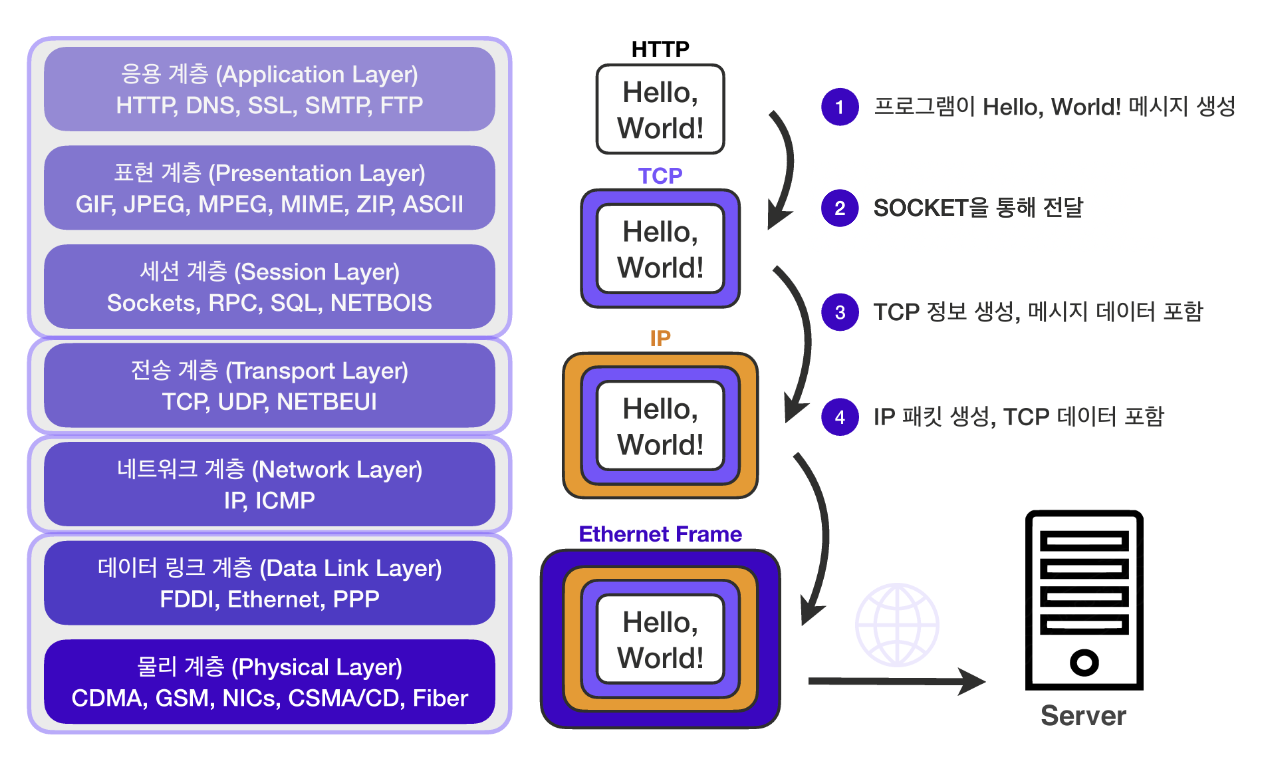 응용 계층 (Application Layer)
HTTP, DNS, SSL, SMTP, FTP
표현 계층 (Presentation Layer)
GIF, JPEG, MPEG, MIME, ZIP, ASCII
세션 계층 (Session Layer)
Sockets, RPC, SQL, NETBOIS
전송 계층 (Transport Layer)
TCP, UDP, NETBEUI
네트워크 계층 (Network Layer)
IP, ICMP
데이터 링크 계층 (Data Link Layer)
FDDI, Ethernet, PPP
물리 계층 (Physical Layer)
CDMA, GSM, NICs, CSMA/CD, Fiber
HTTP
Hello,
World!
TCP
Hello,
World!
IP
Hello,
World!
Ethernet Frame
Hello,
World!
1 프로그램이 Hello, World! 메시지 생성
2 SOCKET을 통해 전달
3 TCP 정보 생성, 메시지 데이터 포함
4 IP 패킷 생성, TCP 데이터 포함
Server